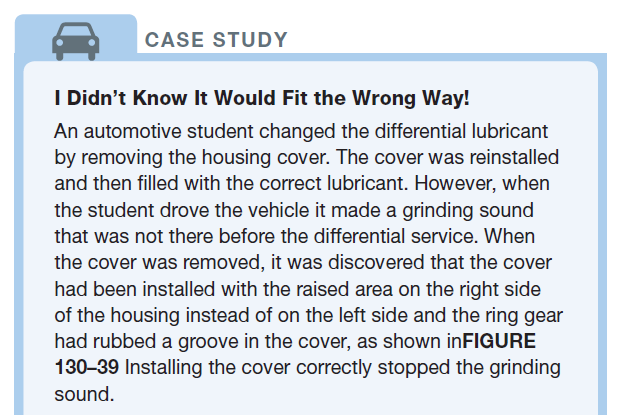 CASE STUDY
I Didn't Know It Would Fit the Wrong Way!
An automotive student changed the differential lubricant
by removing the housing cover. The cover was reinstalled
and then filled with the correct lubricant. However, when
the student drove the vehicle it made a grinding sound
that was not there before the differential service. When
the cover was removed, it was discovered that the cover
had been installed with the raised area on the right side
of the housing instead of on the left side and the ring gear
had rubbed a groove in the cover, as shown inFIGURE
130–39 Installing the cover correctly stopped the grinding
sound.